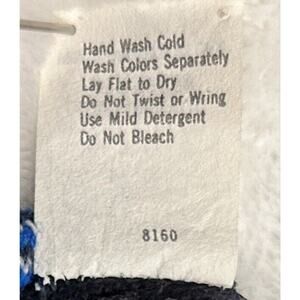 Hand Wash Cold
Wash Colors Separately
Lay Flat to Dry
Do Not Twist or Wring
Use Mild Detergent
Do Not Bleach
8160